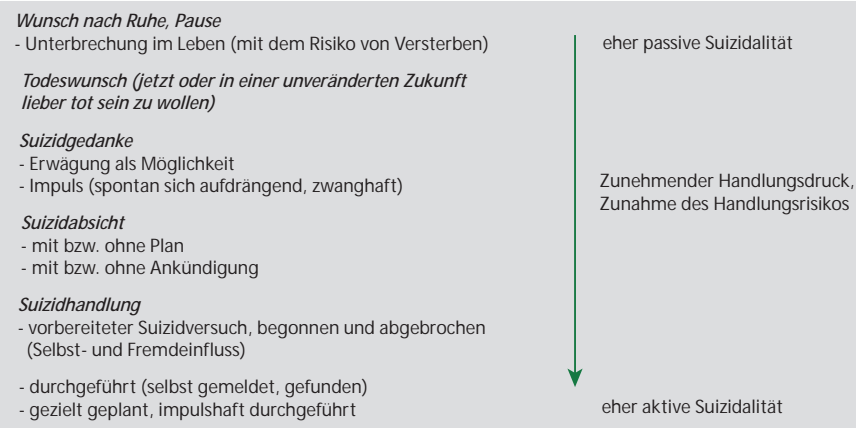 Wunsch nach Ruhe, Pause
- Unterbrechung im Leben (mit dem Risiko von Versterben)
eher passive Suizidalität
Todeswunsch (jetzt oder in einer unveränderten Zukunft
lieber tot sein zu wollen)
Suizidgedanke
- Erwägung als Möglichkeit
- Impuls (spontan sich aufdrängend, zwanghaft)
Zunehmender Handlungsdruck,
Zunahme des Handlungsrisikos
Suizidabsicht
- mit bzw. ohne Plan
- mit bzw. ohne Ankündigung
Suizidhandlung
- vorbereiteter Suizidversuch, begonnen und abgebrochen
(Selbst- und Fremdeinfluss)
- durchgeführt (selbst gemeldet, gefunden)
- gezielt geplant, impulshaft durchgeführt
eher aktive Suizidalität